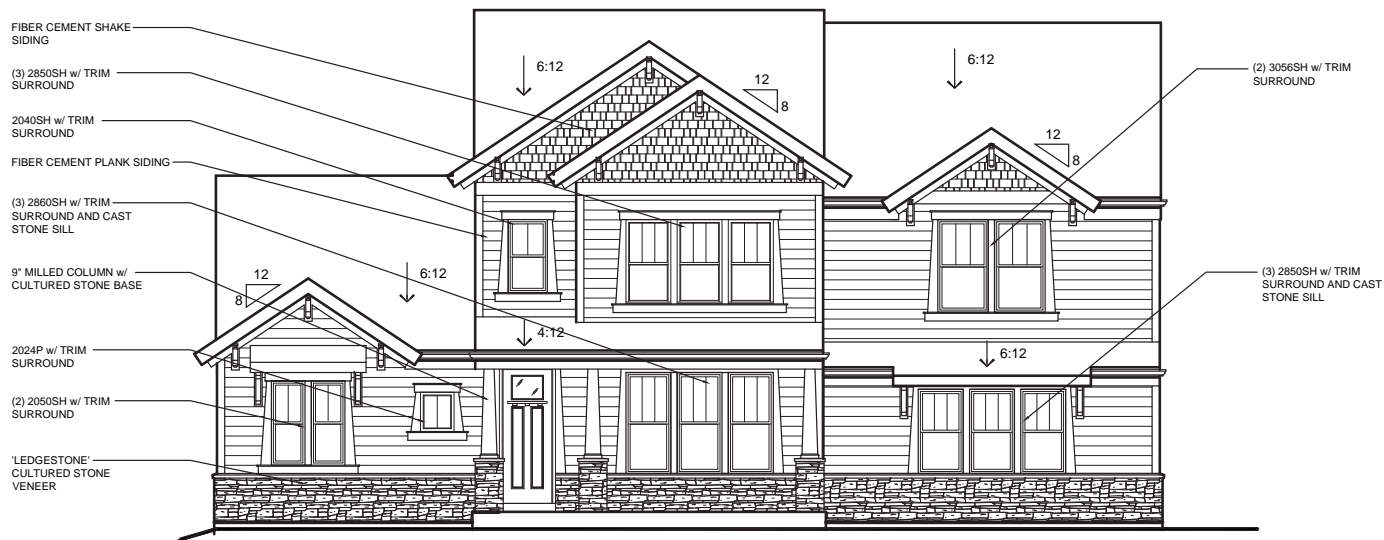 FIBER CEMENT SHAKE
SIDING
(3) 2850SH w/ TRIM
SURROUND
2040SH w/ TRIM
SURROUND
FIBER CEMENT PLANK SIDING
(3) 2860SH w/ TRIM
SURROUND AND CAST
STONE SILL
9" MILLED COLUMN w/
CULTURED STONE BASE
2024P w/ TRIM
SURROUND
(2) 2050SH w/ TRIM
SURROUND
'LEDGESTONE'
CULTURED STONE
VENEER
6:12
12
8
6:12
12
8
12
8
6:12
4:12
6:12
(2) 3056SH w/ TRIM
SURROUND
(3) 2850SH w/ TRIM
SURROUND AND CAST
STONE SILL